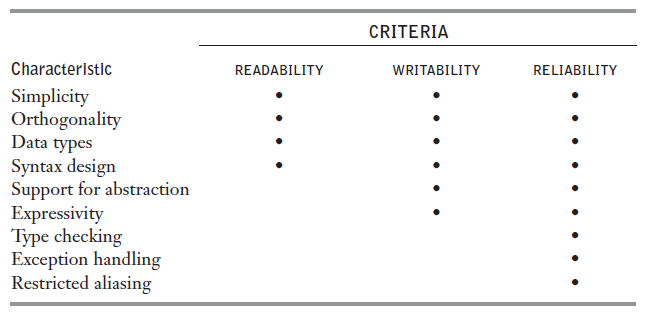 CRITERIA
Characteristic READABILITY WRITABILITY RELIABILITY
Simplicity • • •
Orthogonality • • •
Data types • • •
Syntax design • • •
Support for abstraction • •
Expressivity • •
Type checking •
Exception handling •
Restricted aliasing •